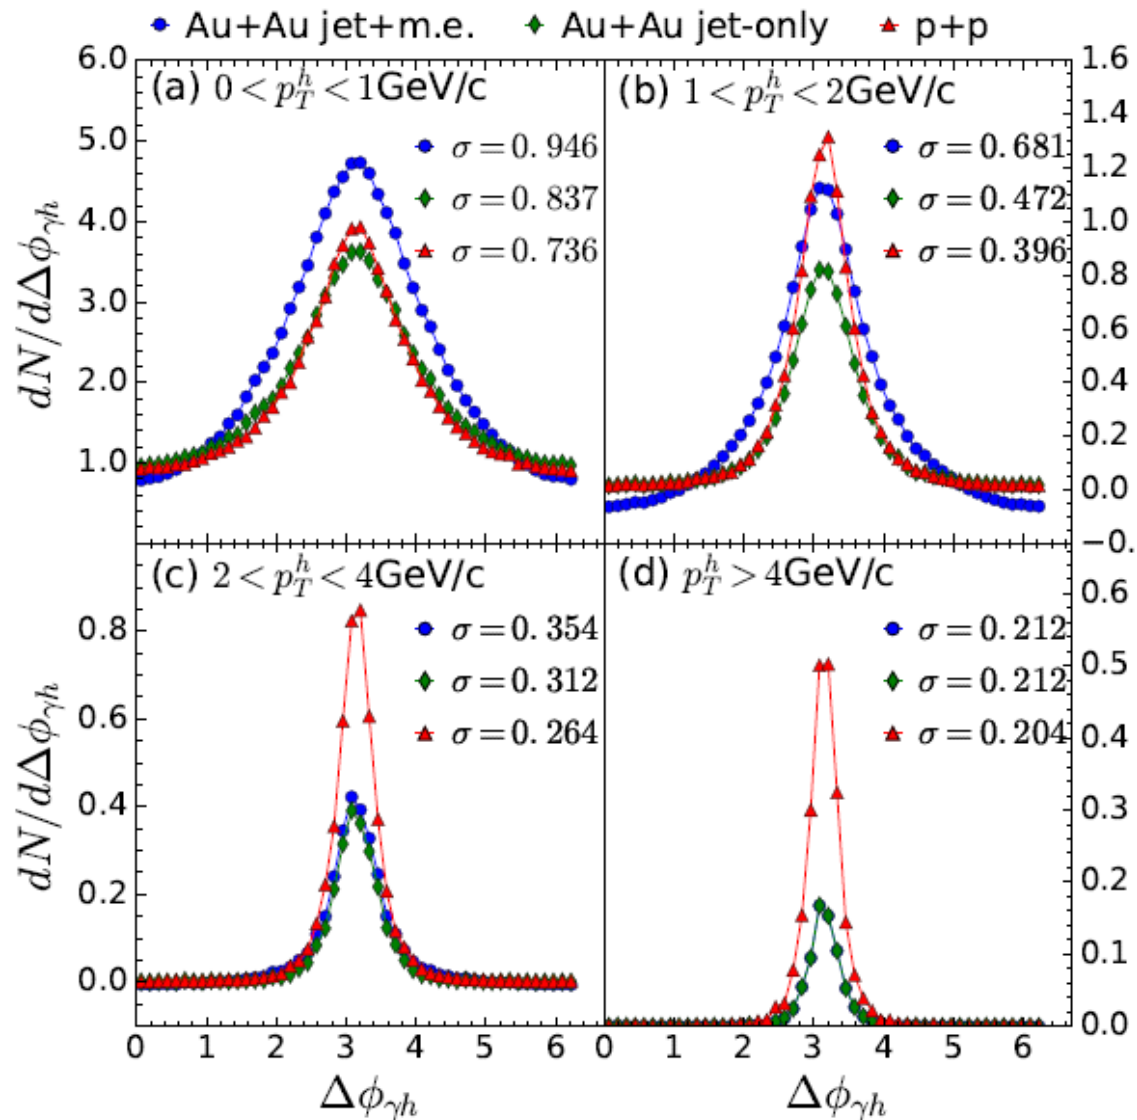 Au+Au jet+m.e. Au+Au jet-only p+p
(a) 0 < p_T^h < 1GeV/c
σ = 0.946
σ = 0.837
σ = 0.736
6.0
5.0
4.0
3.0
2.0
1.0
dN/dΔϕ_γh
(b) 1 < p_T^h < 2GeV/c
σ = 0.681
σ = 0.472
σ = 0.396
1.6
1.4
1.2
1.0
0.8
0.6
0.4
0.2
0.0
−0.
(c) 2 < p_T^h < 4GeV/c
σ = 0.354
σ = 0.312
σ = 0.264
0.8
0.6
0.4
0.2
0.0
dN/dΔϕ_γh
0 1 2 3 4 5 6
Δϕ_γh
(d) p_T^h > 4GeV/c
σ = 0.212
σ = 0.212
σ = 0.204
0.6
0.5
0.4
0.3
0.2
0.1
0.0
0 1 2 3 4 5 6
Δϕ_γh